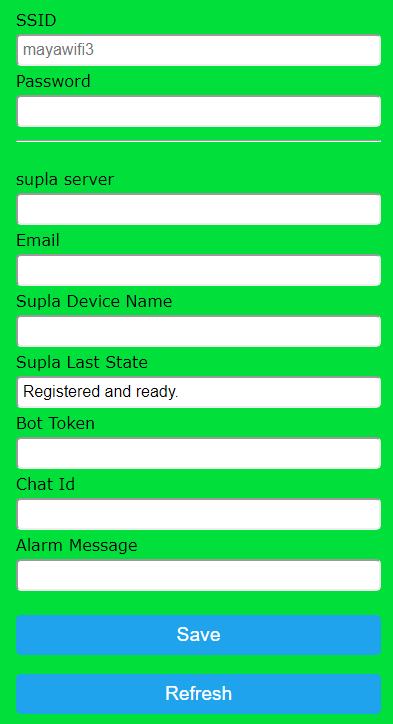 SSID
mayawifi3
Password
supla server
Email
Supla Device Name
Supla Last State
Registered and ready.
Bot Token
Chat Id
Alarm Message
Save
Refresh